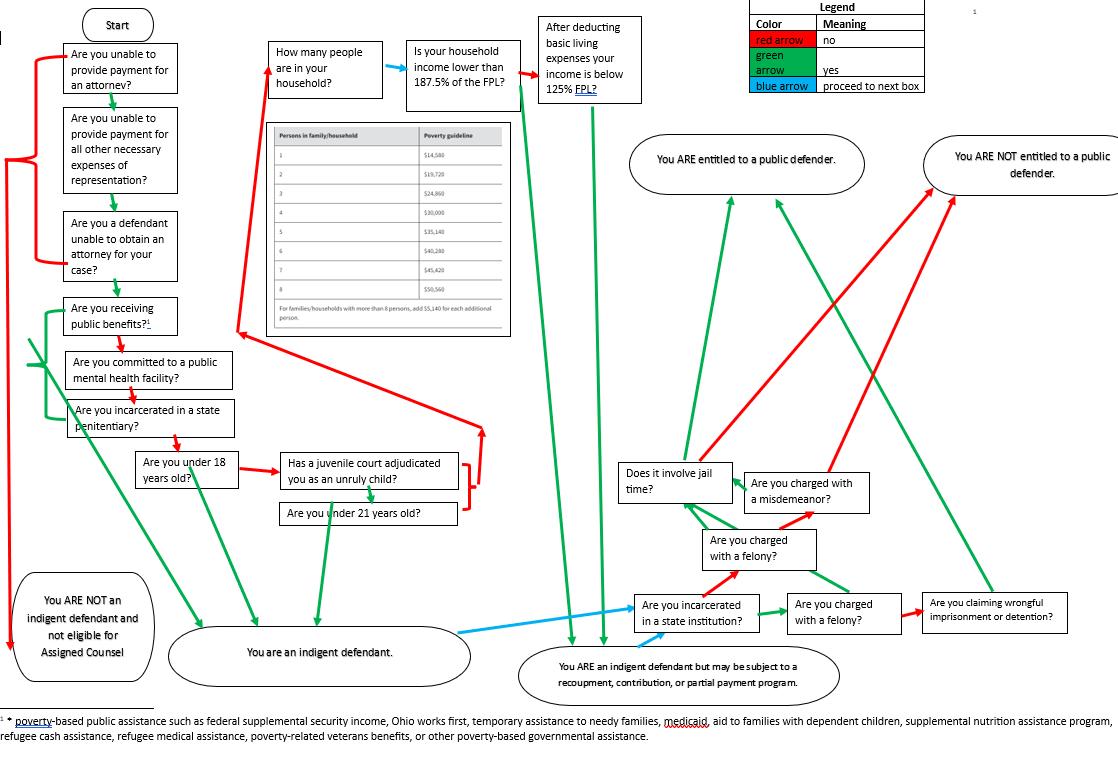 Start
Are you unable to
provide payment for
an attorney?
Are you unable to
provide payment for
all other necessary
expenses of
representation?
Are you a defendant
unable to obtain an
attorney for your
case?
Are you receiving
public benefits?1
Are you committed to a public
mental health facility?
Are you incarcerated in a state
penitentiary?
Are you under 18
years old?
Has a juvenile court adjudicated
you as an unruly child?
Are you under 21 years old?
How many people
are in your
household?
Is your household
income lower than
187.5% of the FPL?
After deducting
basic living
expenses your
income is below
125% FPL?
Persons in family/household Poverty guideline
1 $14,580
2 $19,720
3 $24,860
4 $30,000
5 $35,140
6 $40,280
7 $45,420
8 $50,560
For families/households with more than 8 persons, add $5,140 for each additional
person.
Legend
Color Meaning
red arrow no
green
arrow yes
blue arrow proceed to next box
1
You ARE entitled to a public defender.
You ARE NOT entitled to a public
defender.
Does it involve jail
time?
Are you charged with
a misdemeanor?
Are you charged
with a felony?
Are you incarcerated
in a state institution?
Are you charged
with a felony?
Are you claiming wrongful
imprisonment or detention?
You ARE NOT an
indigent defendant and
not eligible for
Assigned Counsel
You are an indigent defendant.
You ARE an indigent defendant but may be subject to a
recoupment, contribution, or partial payment program.
1 * poverty-based public assistance such as federal supplemental security income, Ohio works first, temporary assistance to needy families, medicaid, aid to families with dependent children, supplemental nutrition assistance program,
refugee cash assistance, refugee medical assistance, poverty-related veterans benefits, or other poverty-based governmental assistance.